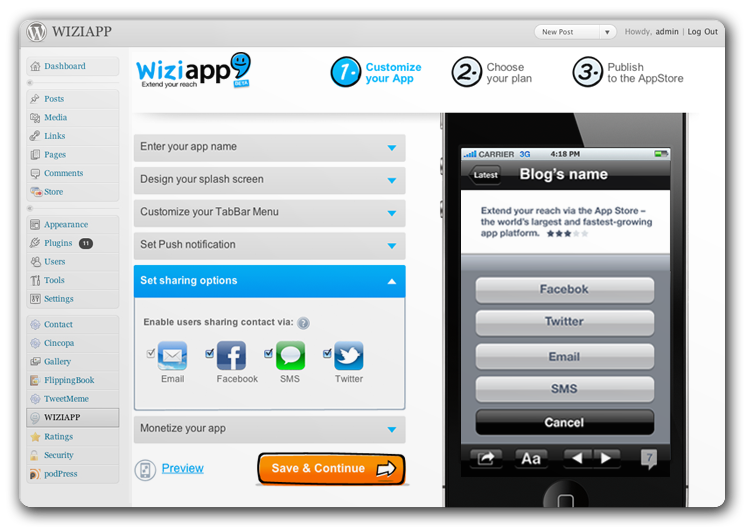 WIZIAPP
New Post
Howdy, admin | Log Out
Dashboard
Posts
Media
Links
Pages
Comments
Store
Appearance
Plugins 11
Users
Tools
Settings
Contact
Cincopa
Gallery
FlippingBook
TweetMeme
WIZIAPP
Ratings
Security
podPress
Wiziapp
BETA
Extend your reach
1 Customize
your App
2 Choose
your plan
3 Publish
to the AppStore
Enter your app name
Design your splash screen
Customize your TabBar Menu
Set Push notification
Set sharing options
Enable users sharing contact via: ?
Email
Facebook
SMS
Twitter
Monetize your app
Preview
Save & Continue
CARRIER 3G 4:18 PM
Latest
Blog's name
Extend your reach via the App Store –
the world's largest and fastest-growing
app platform.
Facebok
Twitter
Email
SMS
Cancel
Aa
7